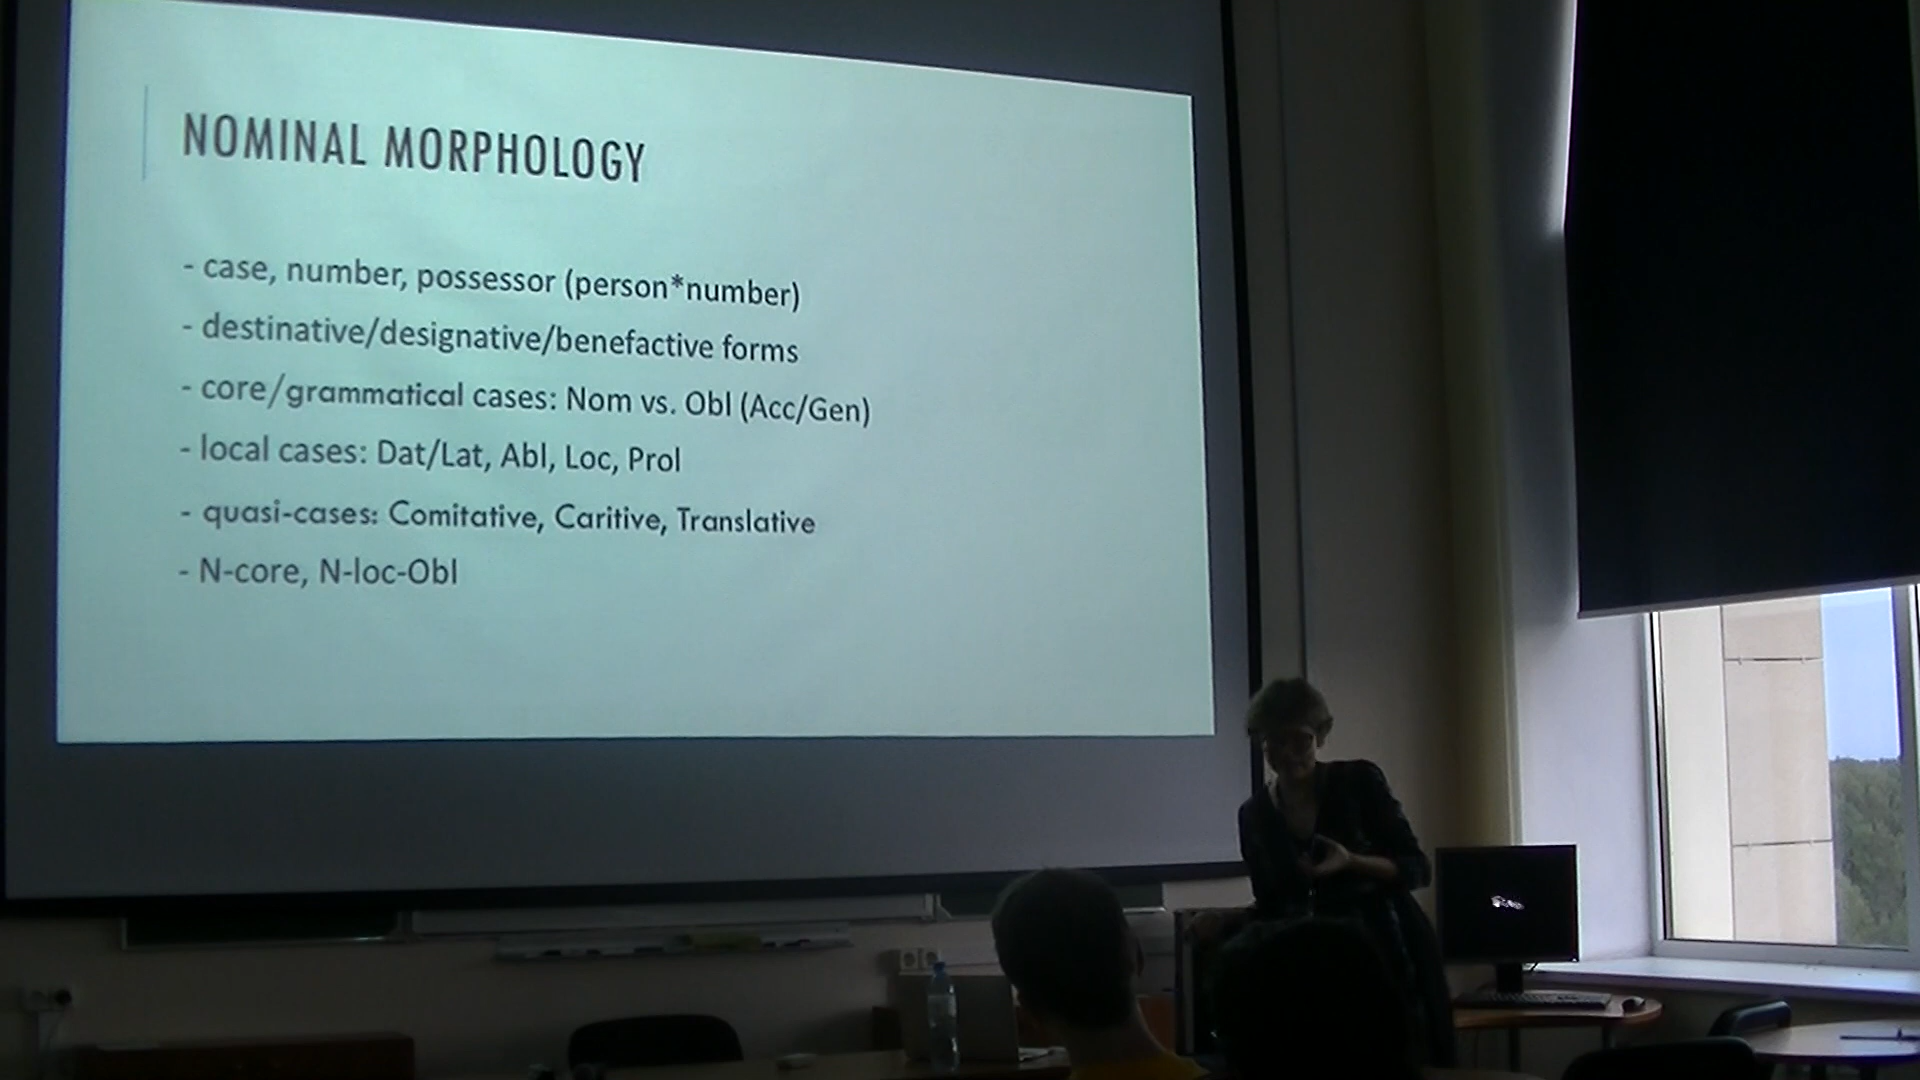 NOMINAL MORPHOLOGY
- case, number, possessor (person*number)
- destinative/designative/benefactive forms
- core/grammatical cases: Nom vs. Obl (Acc/Gen)
- local cases: Dat/Lat, Abl, Loc, Prol
- quasi-cases: Comitative, Caritive, Translative
- N-core, N-loc-Obl